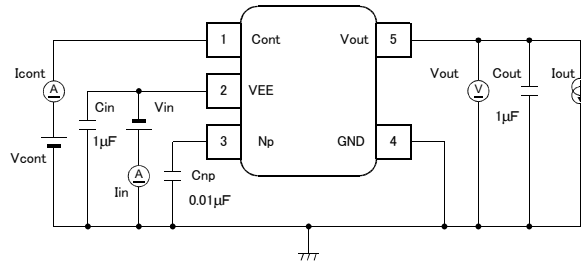 1 Cont Vout 5
Icont Vout Cout Iout
A Cin Vin 2 VEE V
1μF 3 Np GND 4 1μF
Vcont A Cnp
Iin 0.01μF